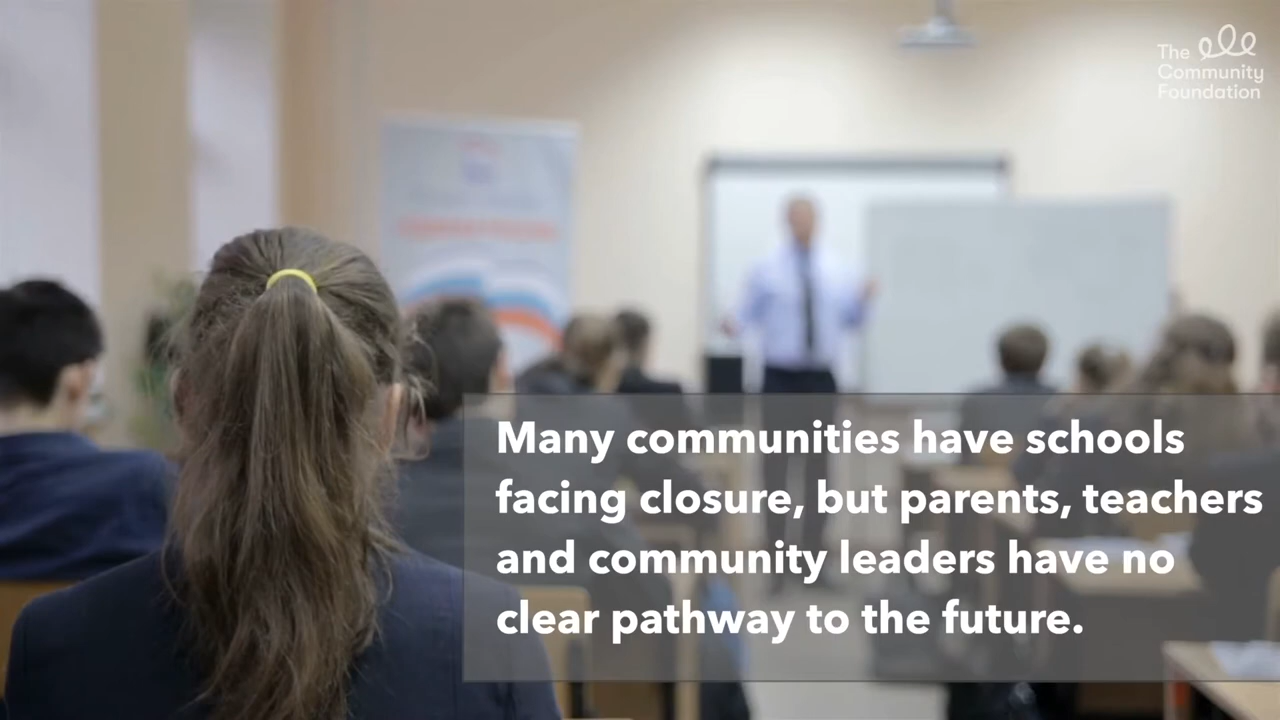 The
Community
Foundation
Many communities have schools
facing closure, but parents, teachers
and community leaders have no
clear pathway to the future.